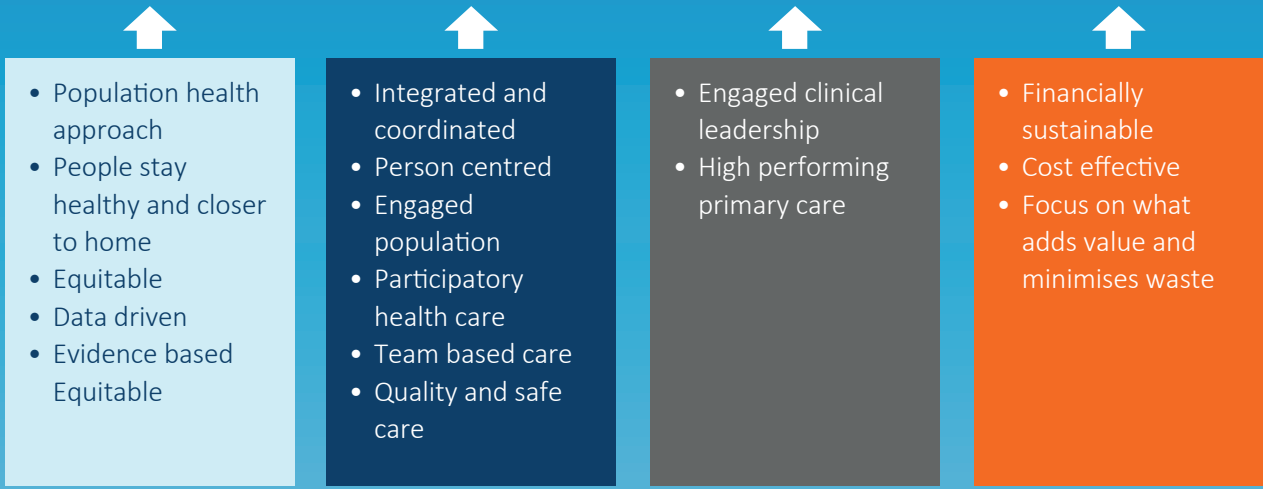 • Population health
approach
• People stay
healthy and closer
to home
• Equitable
• Data driven
• Evidence based
Equitable
• Integrated and
coordinated
• Person centred
• Engaged
population
• Participatory
health care
• Team based care
• Quality and safe
care
• Engaged clinical
leadership
• High performing
primary care
• Financially
sustainable
• Cost effective
• Focus on what
adds value and
minimises waste